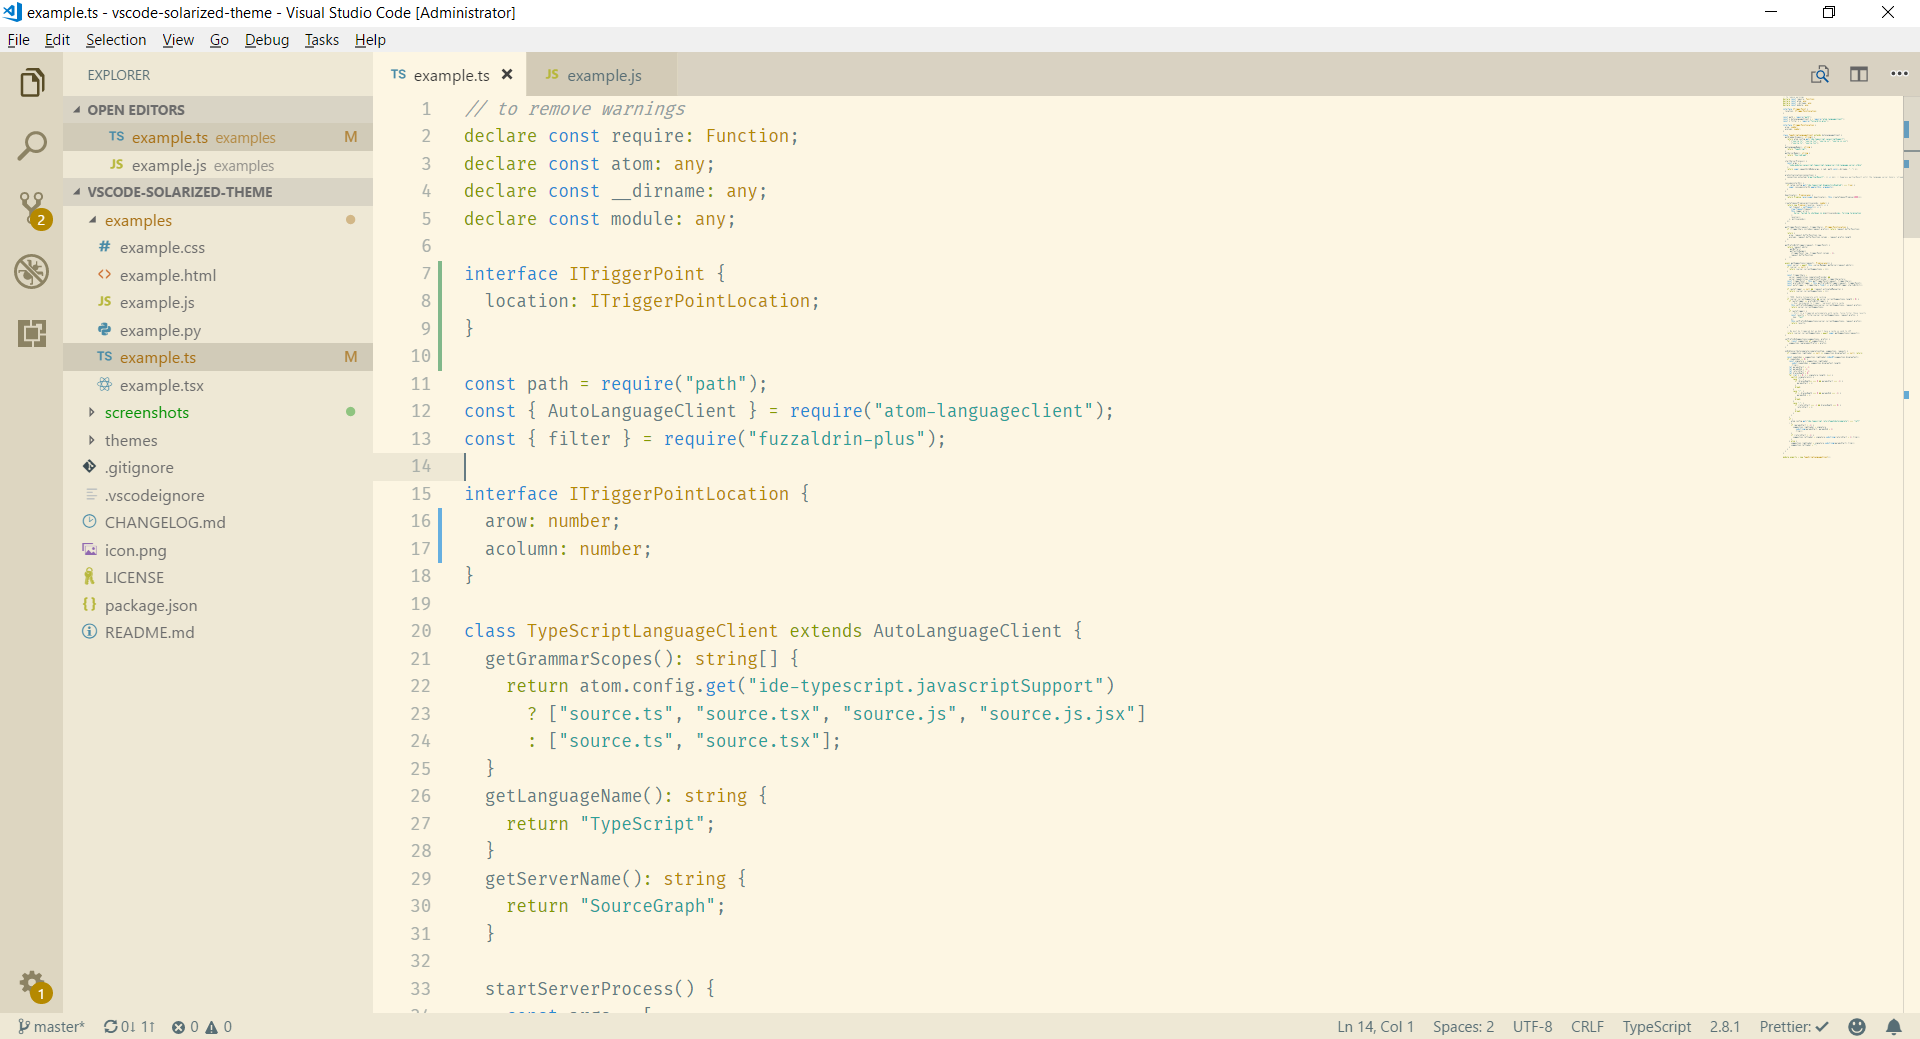 example.ts - vscode-solarized-theme - Visual Studio Code [Administrator]
File Edit Selection View Go Debug Tasks Help
EXPLORER
OPEN EDITORS
TS example.ts examples M
JS example.js examples
VSCODE-SOLARIZED-THEME
examples
# example.css
<> example.html
JS example.js
example.py
TS example.ts M
example.tsx
screenshots
themes
.gitignore
.vscodeignore
CHANGELOG.md
icon.png
LICENSE
{} package.json
README.md
2
1
TS example.ts
JS example.js
1 // to remove warnings
2 declare const require: Function;
3 declare const atom: any;
4 declare const __dirname: any;
5 declare const module: any;
6
7 interface ITriggerPoint {
8   location: ITriggerPointLocation;
9 }
10
11 const path = require("path");
12 const { AutoLanguageClient } = require("atom-languageclient");
13 const { filter } = require("fuzzaldrin-plus");
14
15 interface ITriggerPointLocation {
16   arow: number;
17   acolumn: number;
18 }
19
20 class TypeScriptLanguageClient extends AutoLanguageClient {
21   getGrammarScopes(): string[] {
22     return atom.config.get("ide-typescript.javascriptSupport")
23       ? ["source.ts", "source.tsx", "source.js", "source.js.jsx"]
24       : ["source.ts", "source.tsx"];
25   }
26   getLanguageName(): string {
27     return "TypeScript";
28   }
29   getServerName(): string {
30     return "SourceGraph";
31   }
32
33   startServerProcess() {
master* 0↓ 1↑ 0 0
Ln 14, Col 1 Spaces: 2 UTF-8 CRLF TypeScript 2.8.1 Prettier: ✓